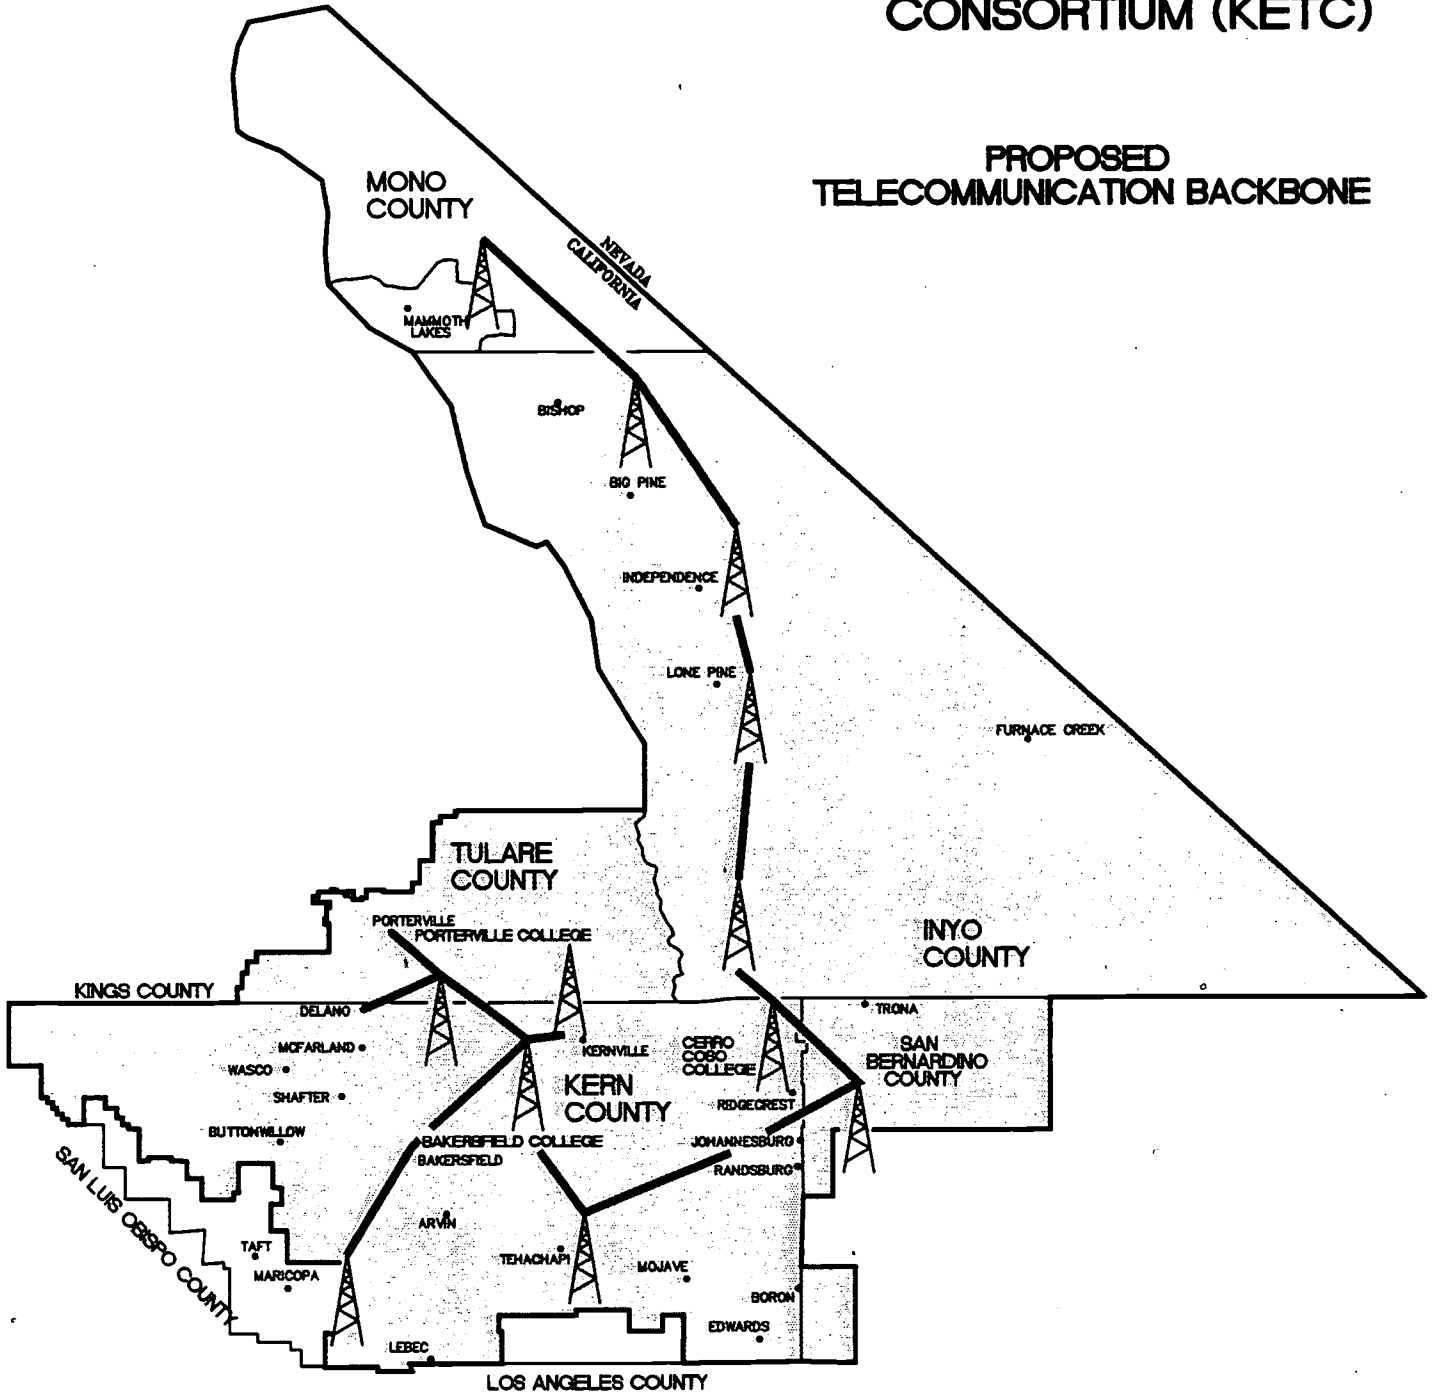 CONSORTIUM (KETC)
PROPOSED
TELECOMMUNICATION BACKBONE
MONO
COUNTY
NEVADA
CALIFORNIA
MAMMOTH
LAKES
BISHOP
BIG PINE
INDEPENDENCE
LONE PINE
FURNACE CREEK
TULARE
COUNTY
PORTERVILLE
PORTERVILLE COLLEGE
INYO
COUNTY
KINGS COUNTY
DELANO
TRONA
MCFARLAND
KERNVILLE
CERRO
COSO
COLLEGE
SAN
BERNARDINO
COUNTY
WASCO
SHAFTER
KERN
COUNTY
RIDGECREST
BUTTONWILLOW
BAKERSFIELD COLLEGE
BAKERSFIELD
JOHANNESBURG
RANDSBURG
SAN LUIS OBISPO COUNTY
ARVIN
TAFT
MARICOPA
TEHACHAPI
MOJAVE
BORON
EDWARDS
LEBEC
LOS ANGELES COUNTY